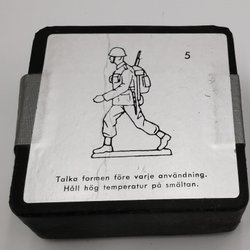 5
Talka formen före varje användning.
Håll hög temperatur på smältan.